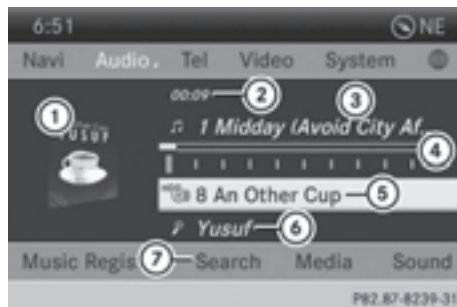 6:51 NE
Navi Audio Tel Video System
00:09 2 3
1 YUSUF ♫ 1 Midday (Avoid City Af...
4
8 An Other Cup 5
Yusuf 6
Music Regis 7 Search Media Sound
P82.87-8239-31